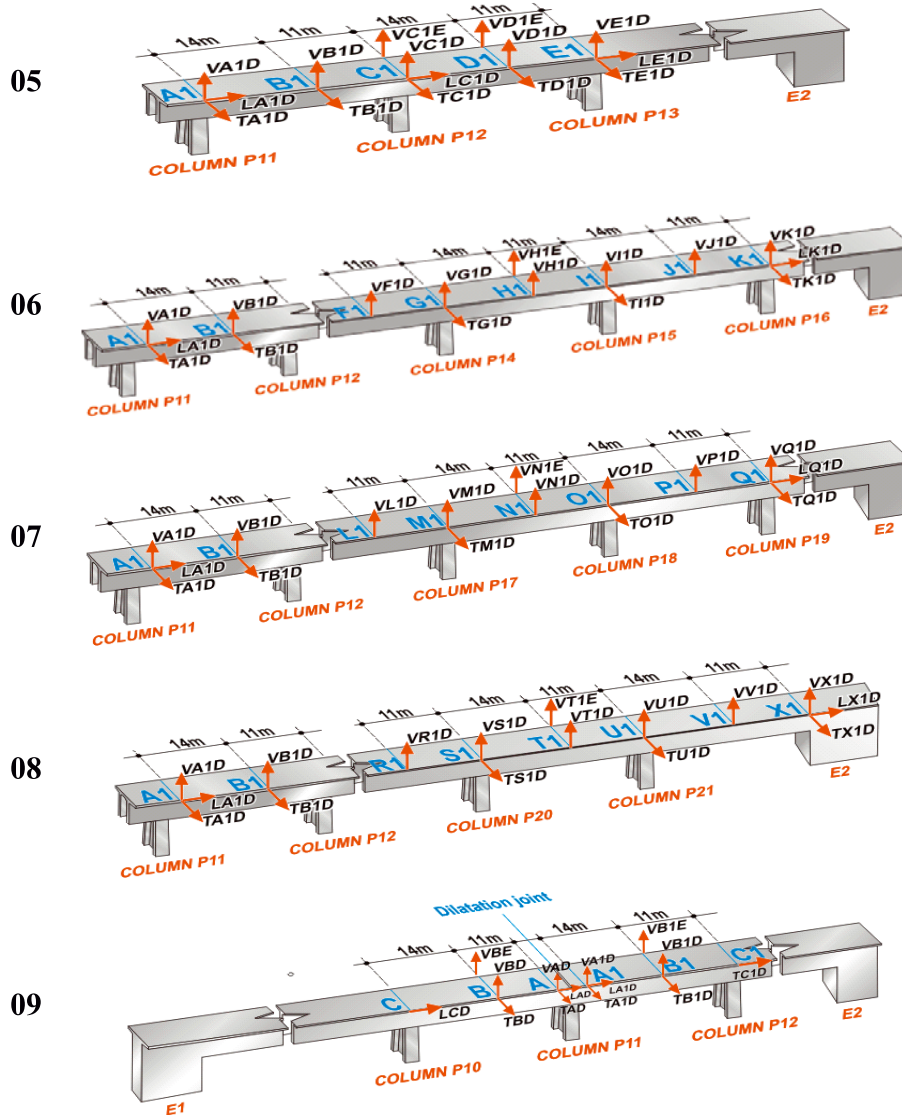 05
14m 11m 14m 11m
VC1E VD1E
VA1D VB1D VC1D VD1D VE1D
A1 B1 C1 D1 E1
LA1D LC1D LE1D
TA1D TB1D TC1D TD1D TE1D
COLUMN P11 COLUMN P12 COLUMN P13 E2
06
14m 11m 11m 14m 11m 14m 11m
VH1E
VA1D VB1D VF1D VG1D VH1D VI1D VJ1D VK1D
A1 B1 F1 G1 H1 I1 J1 K1
LA1D LK1D
TA1D TB1D TG1D TI1D TK1D
COLUMN P11 COLUMN P12 COLUMN P14 COLUMN P15 COLUMN P16 E2
07
14m 11m 11m 14m 11m 14m 11m
VN1E
VA1D VB1D VL1D VM1D VN1D VO1D VP1D VQ1D
A1 B1 L1 M1 N1 O1 P1 Q1
LA1D LQ1D
TA1D TB1D TM1D TO1D TQ1D
COLUMN P11 COLUMN P12 COLUMN P17 COLUMN P18 COLUMN P19 E2
08
14m 11m 11m 14m 11m 14m 11m
VT1E
VA1D VB1D VR1D VS1D VT1D VU1D VV1D VX1D
A1 B1 R1 S1 T1 U1 V1 X1
LA1D LX1D
TA1D TB1D TS1D TU1D TX1D
COLUMN P11 COLUMN P12 COLUMN P20 COLUMN P21 E2
09
Dilatation joint
14m 11m 14m 11m
VBE VB1E
VBD VAD VA1D VB1D
C B A A1 B1 C1
LCD LAD LA1D TC1D
TBD TAD TA1D TB1D
COLUMN P10 COLUMN P11 COLUMN P12 E2
E1